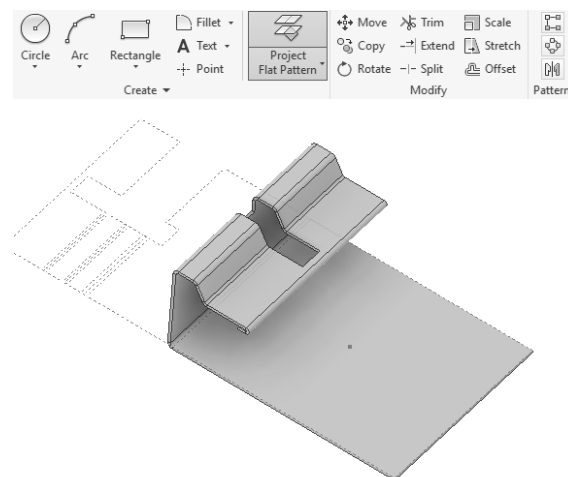 Circle Arc Rectangle Fillet Text Point
Project Flat Pattern
Move Trim Scale
Copy Extend Stretch
Rotate Split Offset
Create Modify Pattern